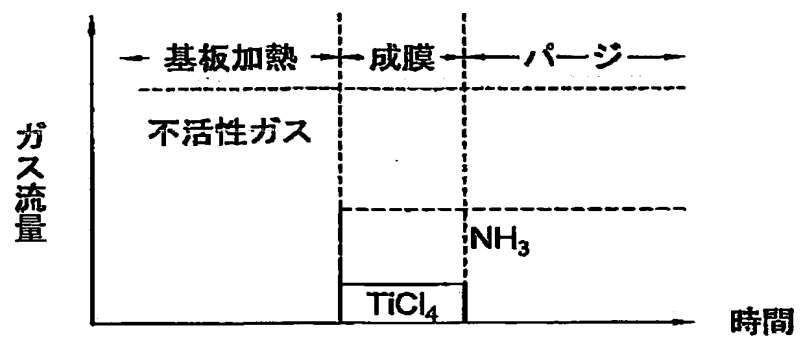 基板加熱
成膜
パージ
不活性ガス
ガス流量
NH₃
TiCl₄
時間